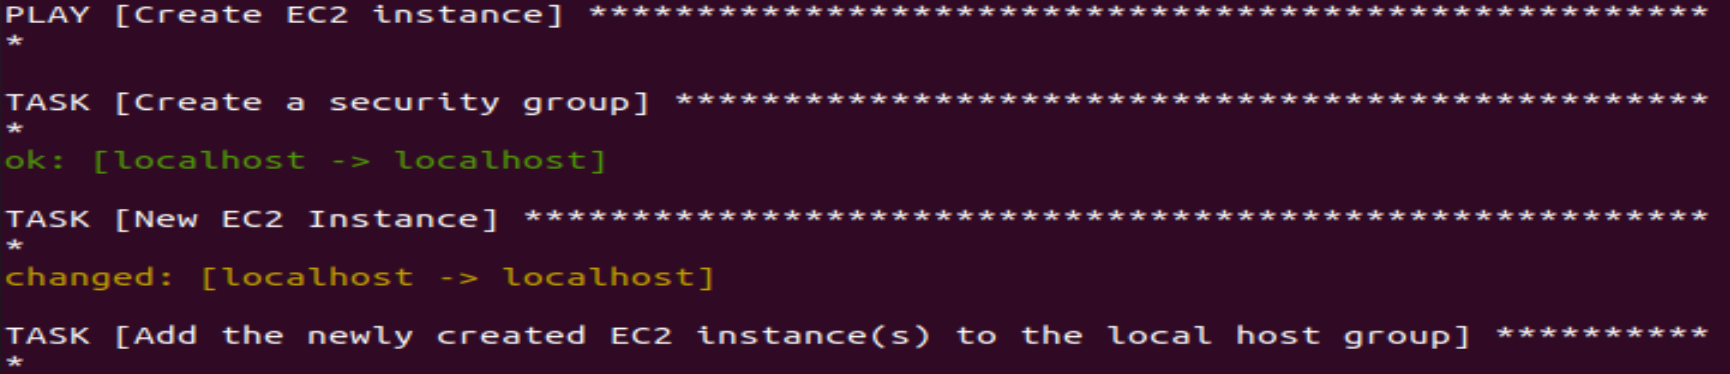 PLAY [Create EC2 instance] ****************************************************
*
TASK [Create a security group] ************************************************
*
ok: [localhost -> localhost]
TASK [New EC2 Instance] *******************************************************
*
changed: [localhost -> localhost]
TASK [Add the newly created EC2 instance(s) to the local host group] **********
*